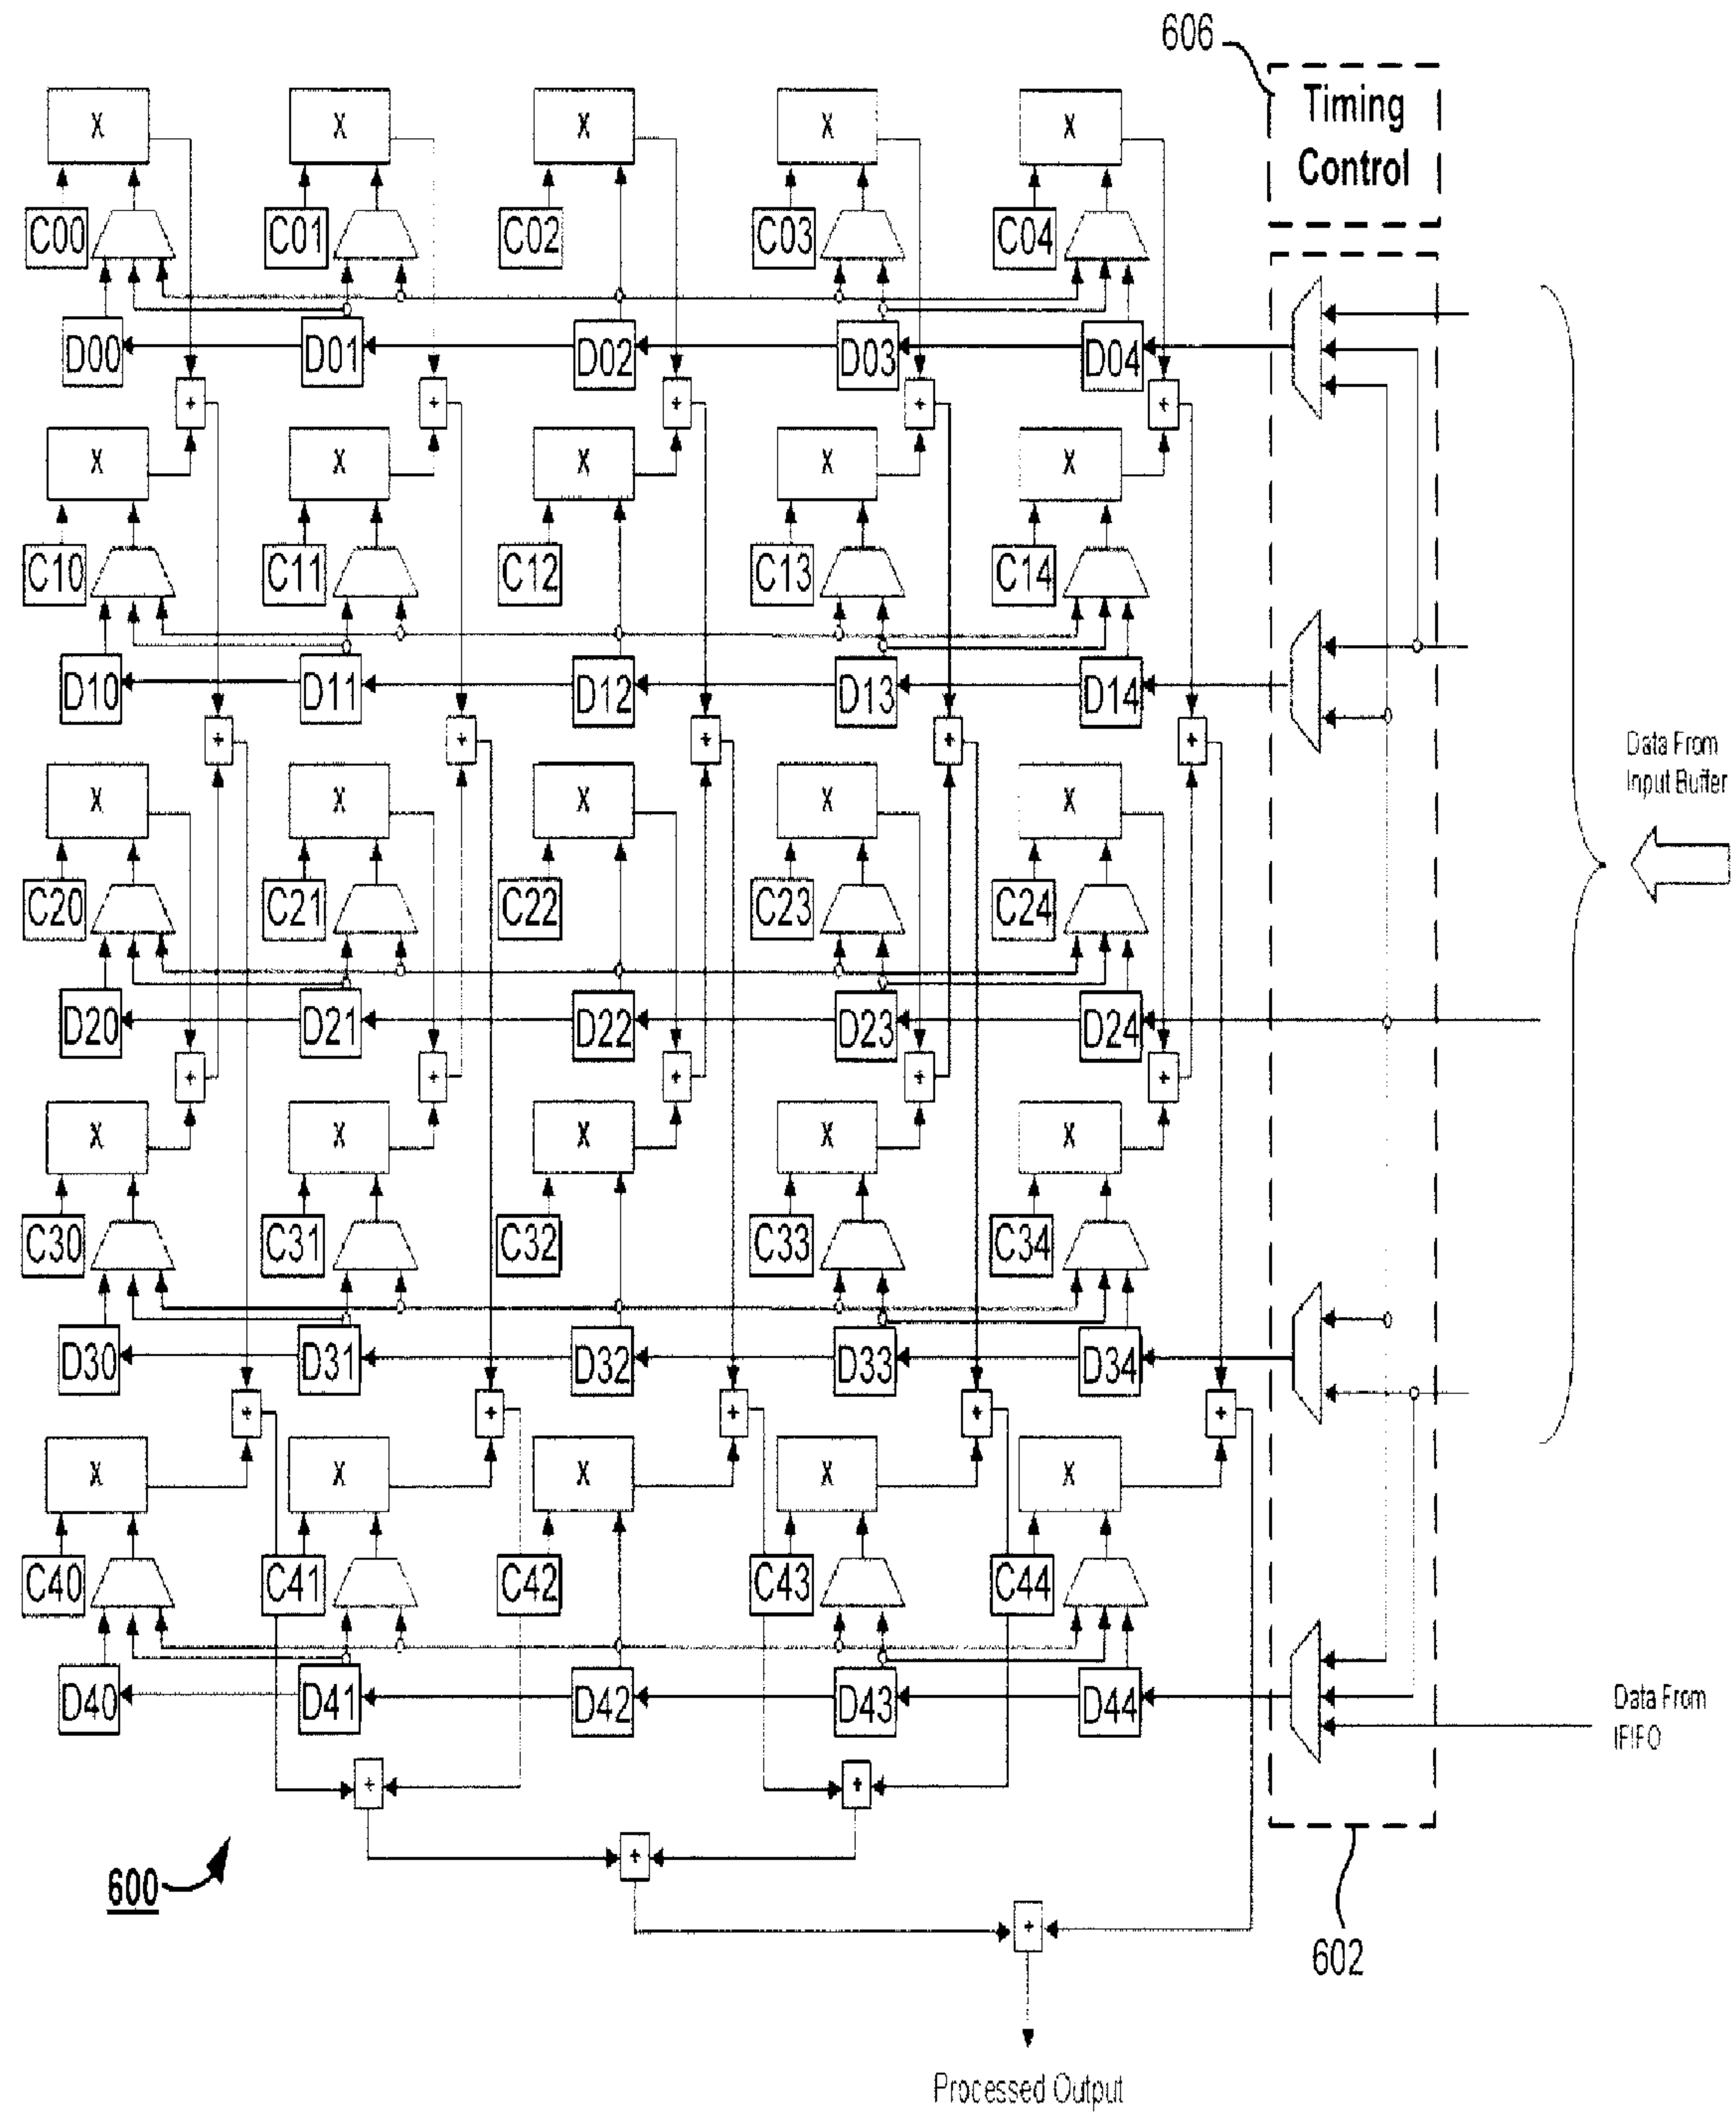 606
Timing
Control
X X X X X
C00 C01 C02 C03 C04
D00 D01 D02 D03 D04
+ + + + +
X X X X X
C10 C11 C12 C13 C14
D10 D11 D12 D13 D14
+ + + + +
Data From
Input Buffer
X X X X X
C20 C21 C22 C23 C24
D20 D21 D22 D23 D24
+ + + + +
X X X X X
C30 C31 C32 C33 C34
D30 D31 D32 D33 D34
+ + + + +
X X X X X
C40 C41 C42 C43 C44
D40 D41 D42 D43 D44
Data From
IFIFO
+ +
+
600
+
602
Processed Output